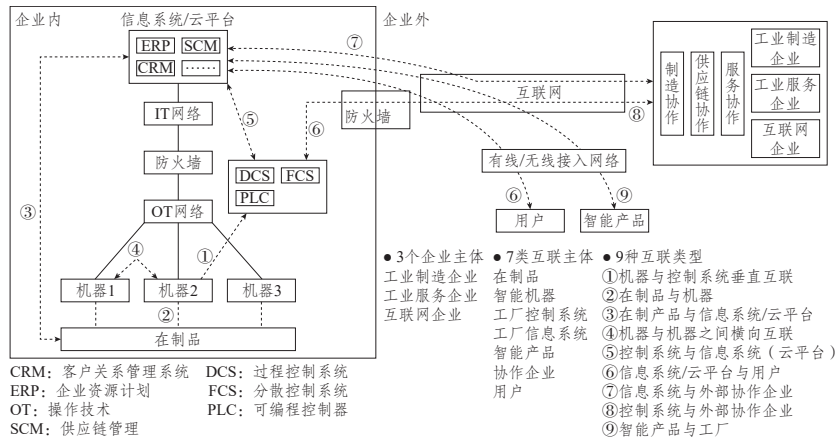 企业内
信息系统/云平台
企业外
ERP
SCM
CRM
……
⑦
互联网
制造协作
供应链协作
服务协作
工业制造
企业
工业服务
企业
互联网
企业
IT网络
⑤
⑥
防火墙
⑧
防火墙
有线/无线接入网络
DCS
FCS
PLC
③
OT网络
⑥
⑨
用户
智能产品
④
①
机器1
机器2
机器3
②
在制品
● 3个企业主体
工业制造企业
工业服务企业
互联网企业
● 7类互联主体
在制品
智能机器
工厂控制系统
工厂信息系统
智能产品
协作企业
用户
● 9种互联类型
①机器与控制系统垂直互联
②在制品与机器
③在制产品与信息系统/云平台
④机器与机器之间横向互联
⑤控制系统与信息系统（云平台）
⑥信息系统/云平台与用户
⑦信息系统与外部协作企业
⑧控制系统与外部协作企业
⑨智能产品与工厂
CRM：客户关系管理系统
DCS：过程控制系统
ERP：企业资源计划
FCS：分散控制系统
OT：操作技术
PLC：可编程控制器
SCM：供应链管理